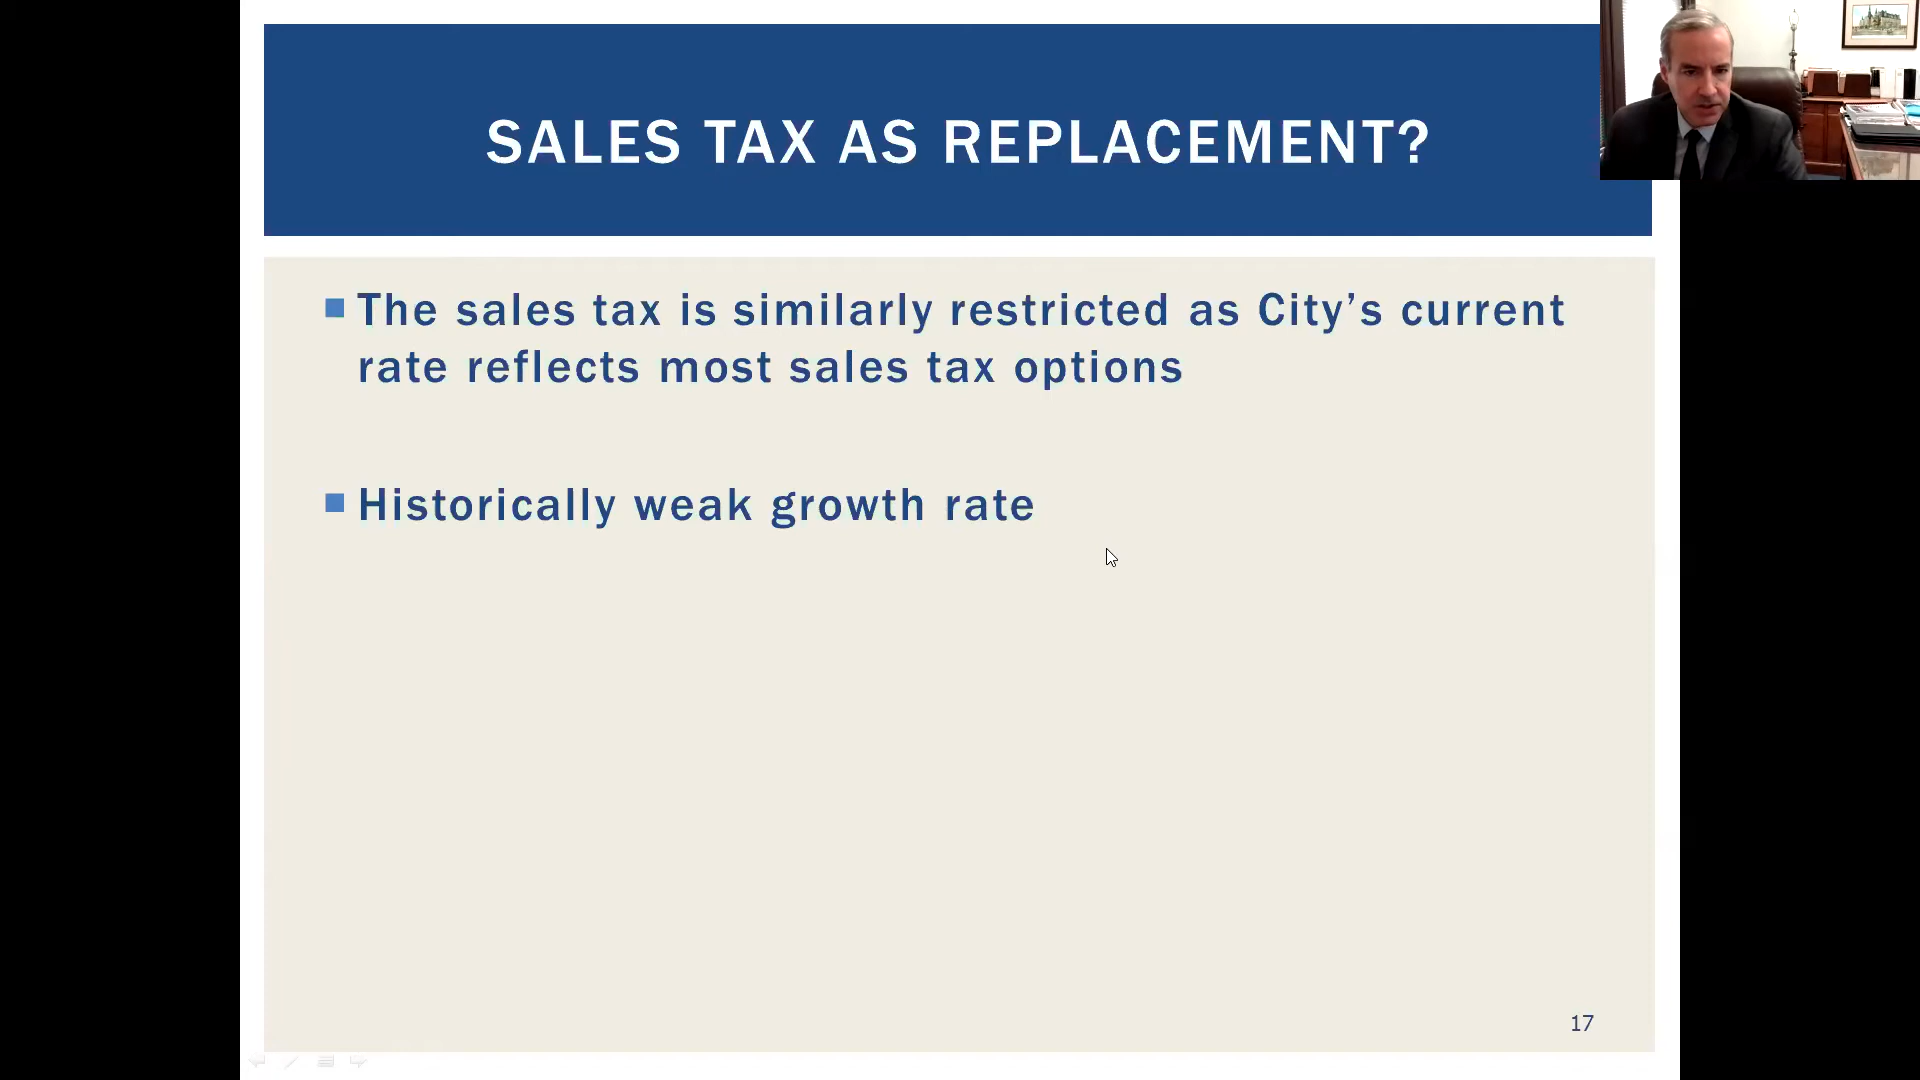 SALES TAX AS REPLACEMENT?
The sales tax is similarly restricted as City’s current
rate reflects most sales tax options
Historically weak growth rate
17